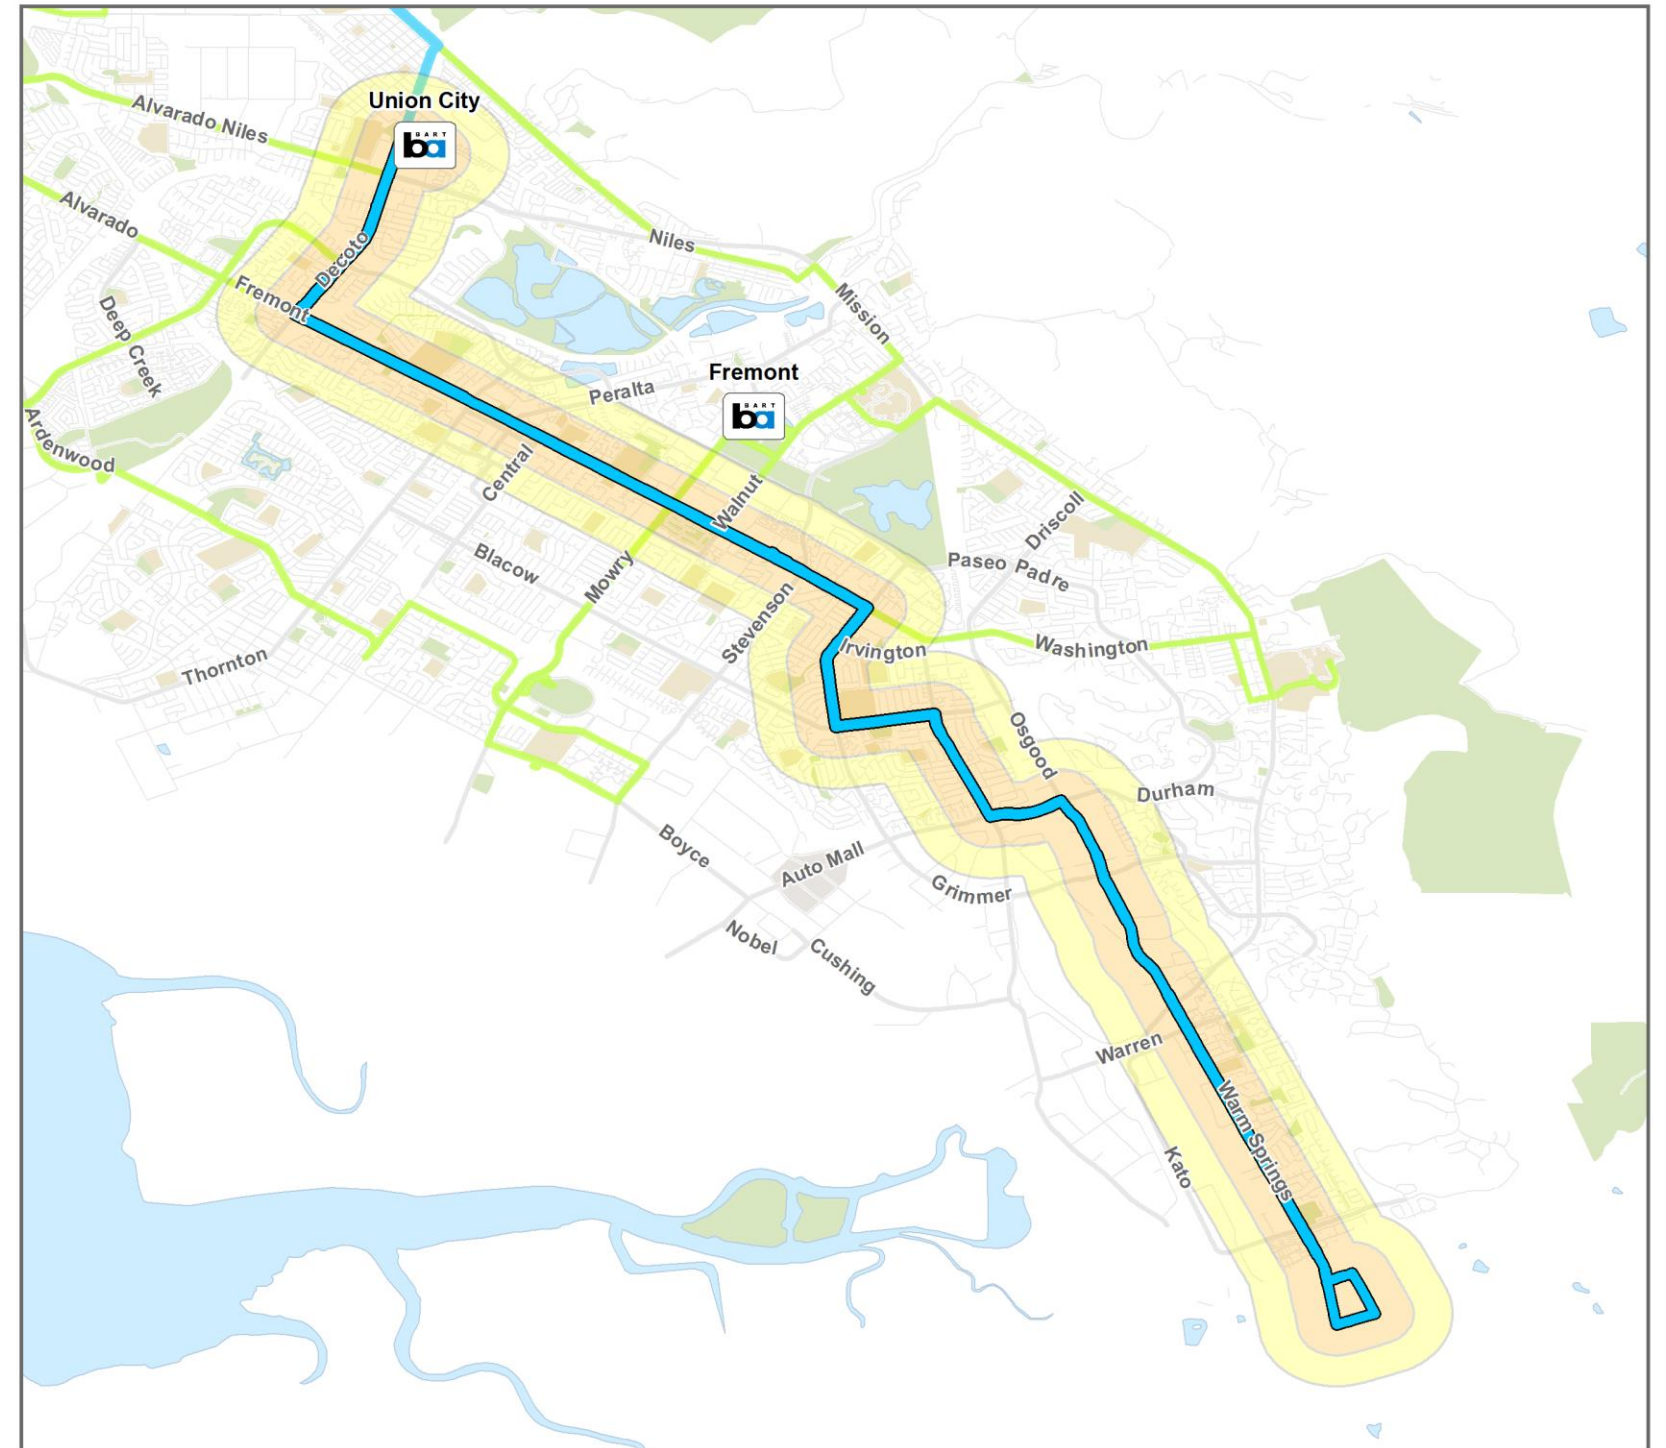 Union City
BART
ba
Alvarado Niles
Alvarado
Decoto
Niles
Fremont
Mission
Deep Creek
Fremont
BART
ba
Peralta
Ardenwood
Central
Walnut
Driscoll
Blacow
Mowry
Paseo Padre
Stevenson
Irvington
Washington
Thornton
Osgood
Durham
Boyce
Auto Mall
Grimmer
Nobel
Cushing
Warren
Warm Springs
Kato